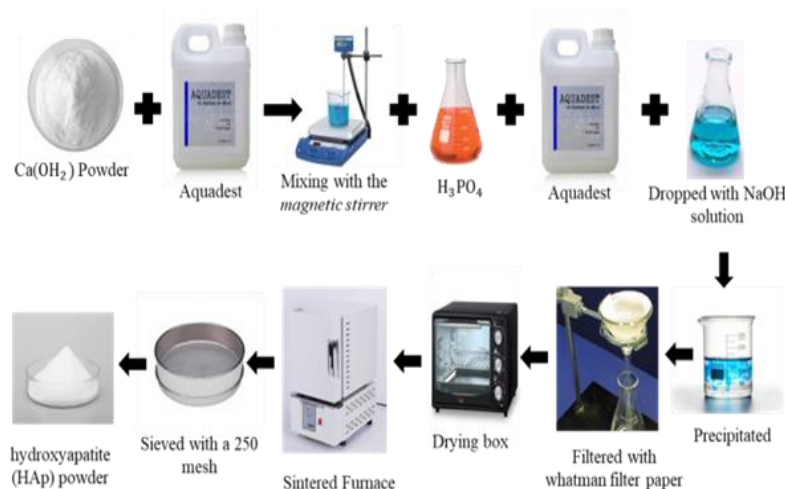 Ca(OH₂) Powder
AQUADEST
Aquadest
Mixing with the
magnetic stirrer
H₃PO₄
AQUADEST
Aquadest
Dropped with NaOH
solution
hydroxyapatite
(HAp) powder
Sieved with a 250
mesh
Sintered Furnace
Drying box
Filtered with
whatman filter paper
Precipitated